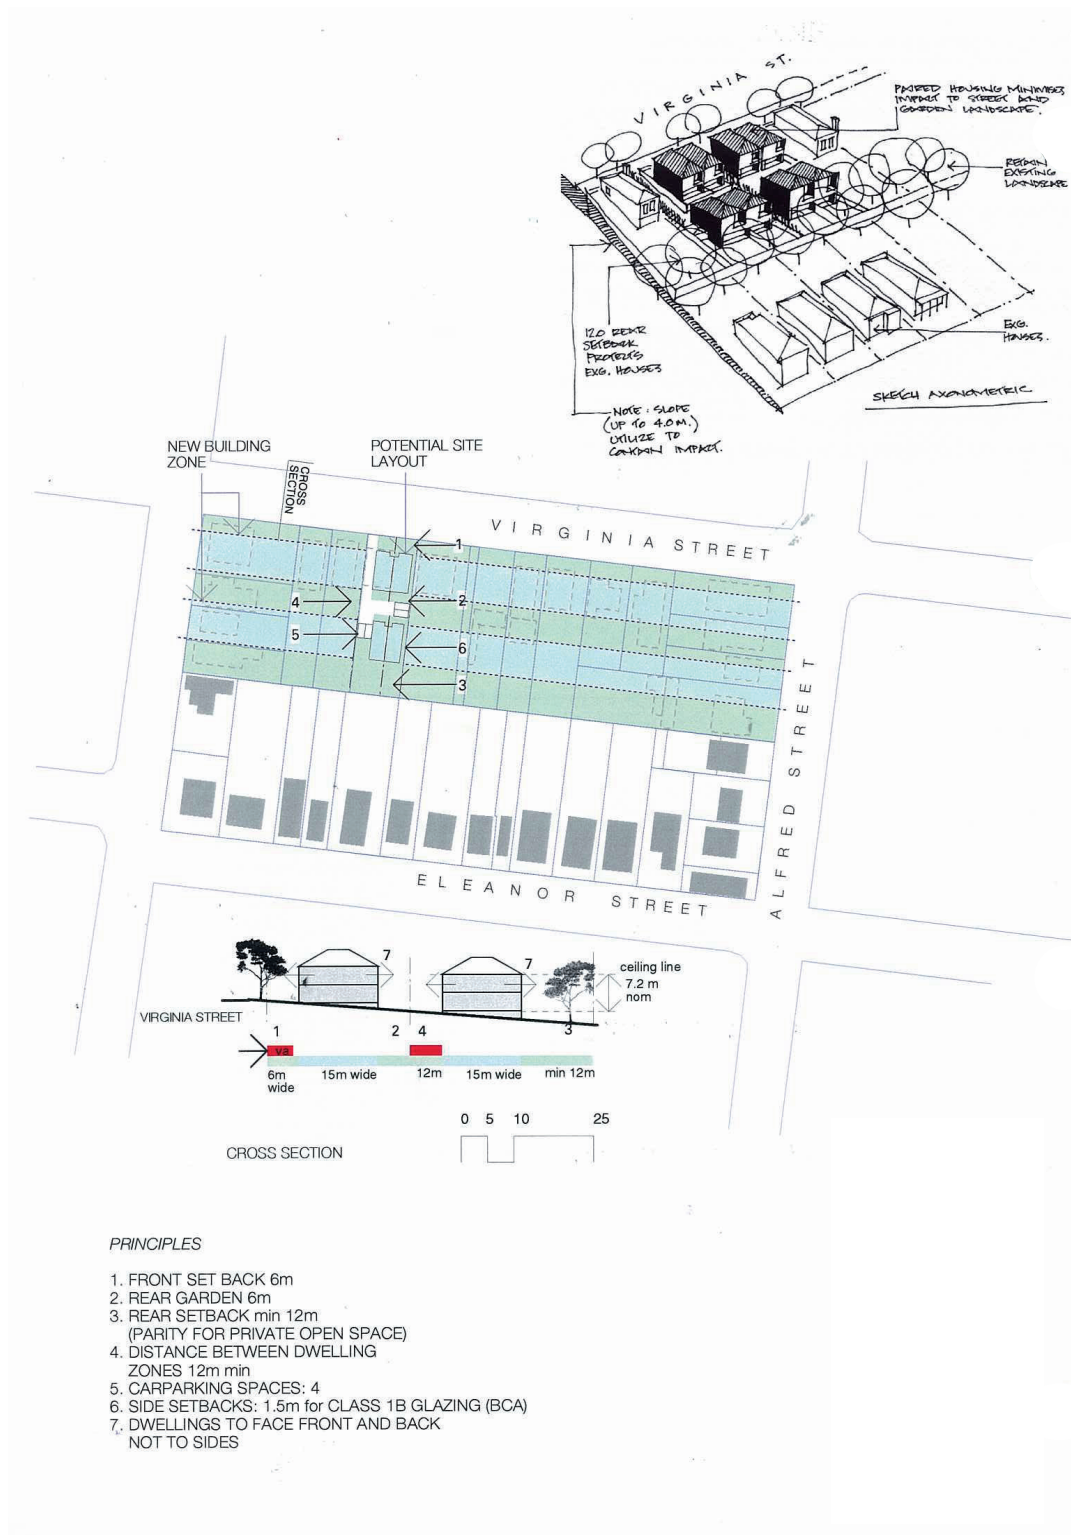 VIRGINIA ST.
PAIRED HOUSING MINIMISES
IMPACT TO STREET AND
GARDEN LANDSCAPE.
RETAIN
EXISTING
LANDSCAPE
12.0 REAR
SETBACK
PROTECTS
EXG. HOUSES
EXG.
HOUSES.
SKETCH AXONOMETRIC
NOTE: SLOPE
(UP TO 4.0M.)
UTILIZE TO
CONTAIN IMPACT.
NEW BUILDING
ZONE
CROSS
SECTION
POTENTIAL SITE
LAYOUT
VIRGINIA STREET
1
4
2
5
6
3
ALFRED STREET
ELEANOR STREET
7
7
ceiling line
7.2 m
nom
VIRGINIA STREET
1
2
4
3
va
6m
wide
15m wide
12m
15m wide
min 12m
0 5 10 25
CROSS SECTION
PRINCIPLES
1. FRONT SET BACK 6m
2. REAR GARDEN 6m
3. REAR SETBACK min 12m
(PARITY FOR PRIVATE OPEN SPACE)
4. DISTANCE BETWEEN DWELLING
ZONES 12m min
5. CARPARKING SPACES: 4
6. SIDE SETBACKS: 1.5m for CLASS 1B GLAZING (BCA)
7. DWELLINGS TO FACE FRONT AND BACK
NOT TO SIDES